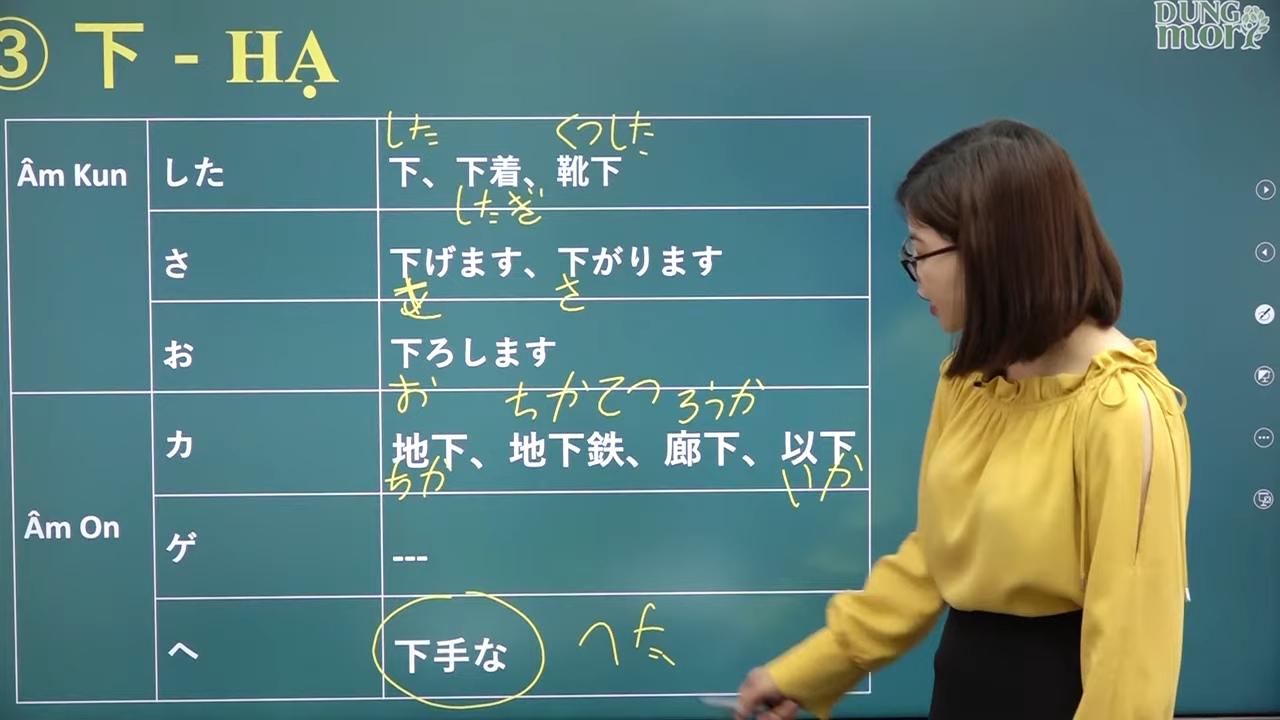 ③ 下 - HẠ
DUNG
mori
した くつした
Âm Kun した 下、下着、靴下
したぎ
さ 下げます、下がります
さ さ
お 下ろします
お ちかてつ ろうか
カ 地下、地下鉄、廊下、以下
ちか いか
Âm On
ゲ ---
ヘ 下手な へた